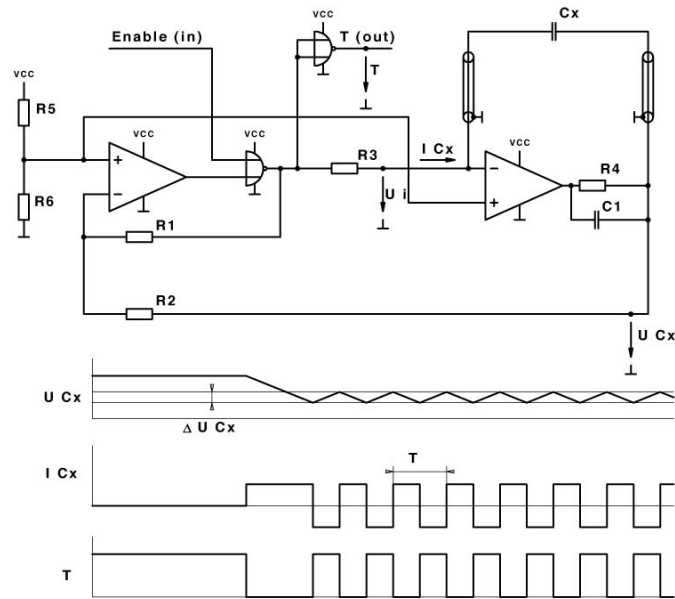 vcc
Cx
Enable (in)
T (out)
vcc
T
R5
vcc
vcc
I Cx
vcc
+
R3
−
R4
−
U i
+
C1
R6
R1
R2
U Cx
U Cx
Δ U Cx
T
I Cx
T